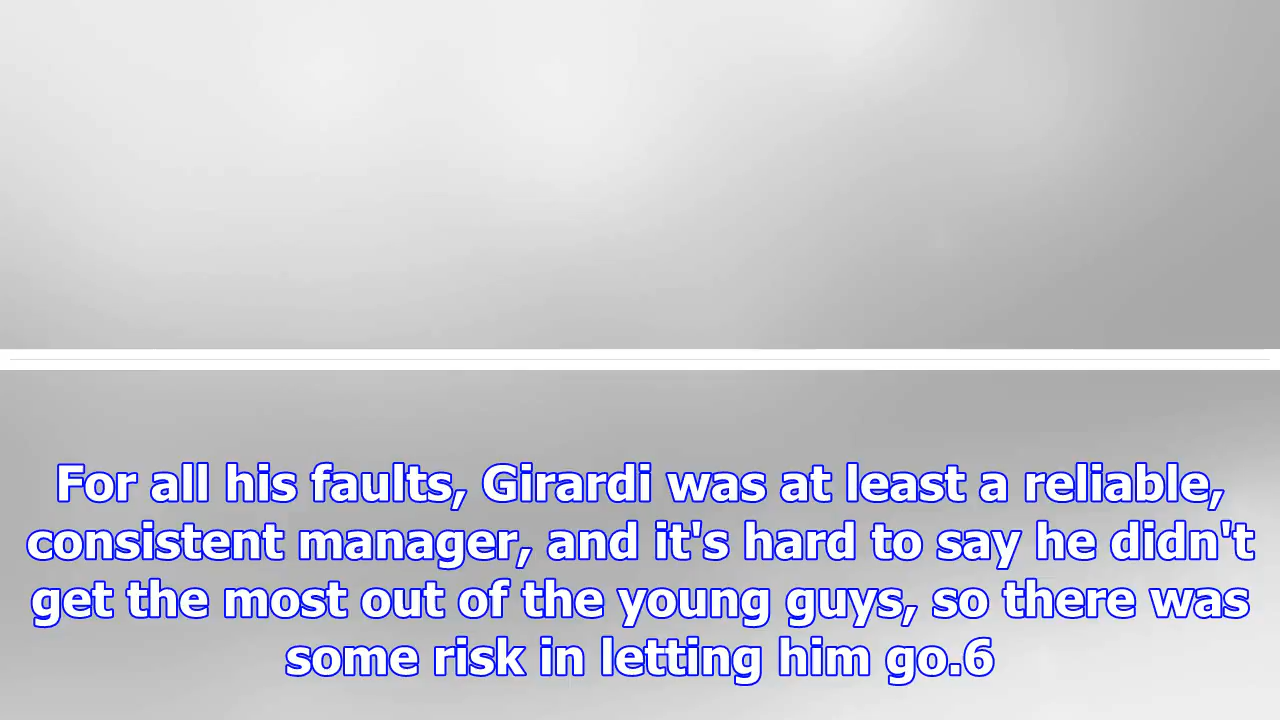 For all his faults, Girardi was at least a reliable,
consistent manager, and it's hard to say he didn't
get the most out of the young guys, so there was
some risk in letting him go.6